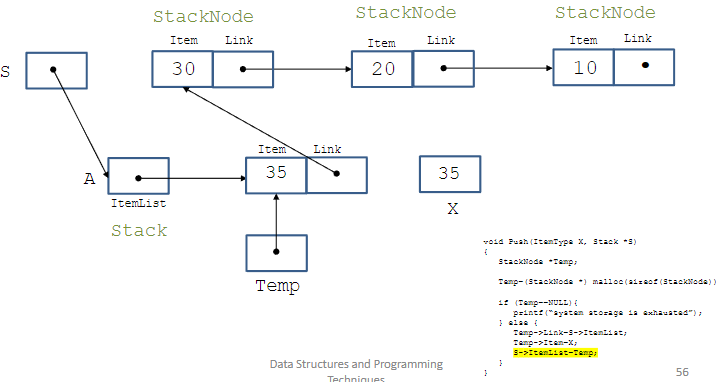 StackNode StackNode StackNode
Item Link Item Link Item Link
S 30 20 10
Item Link
A 35 35
ItemList X
Stack
Temp
void Push(ItemType X, Stack *S)
{
StackNode *Temp;
Temp=(StackNode *) malloc(sizeof(StackNode))
if (Temp==NULL){
printf("system storage is exhausted");
} else {
Temp->Link=S->ItemList;
Temp->Item=X;
S->ItemList=Temp;
}
}
Data Structures and Programming
Techniques
56